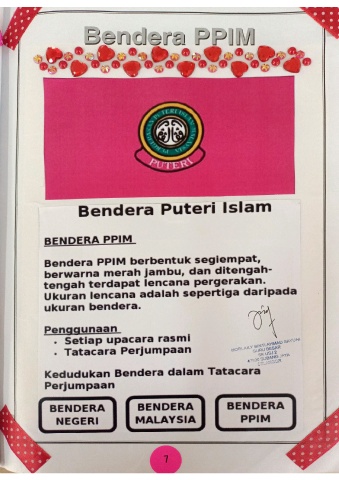 Bendera PPIM
PUTERI
Bendera Puteri Islam
BENDERA PPIM
Bendera PPIM berbentuk segiempat,
berwarna merah jambu, dan ditengah-
tengah terdapat lencana pergerakan.
Ukuran lencana adalah sepertiga daripada
ukuran bendera.
Penggunaan
• Setiap upacara rasmi
• Tatacara Perjumpaan
Kedudukan Bendera dalam Tatacara
Perjumpaan
BENDERA
NEGERI
BENDERA
MALAYSIA
BENDERA
PPIM
7